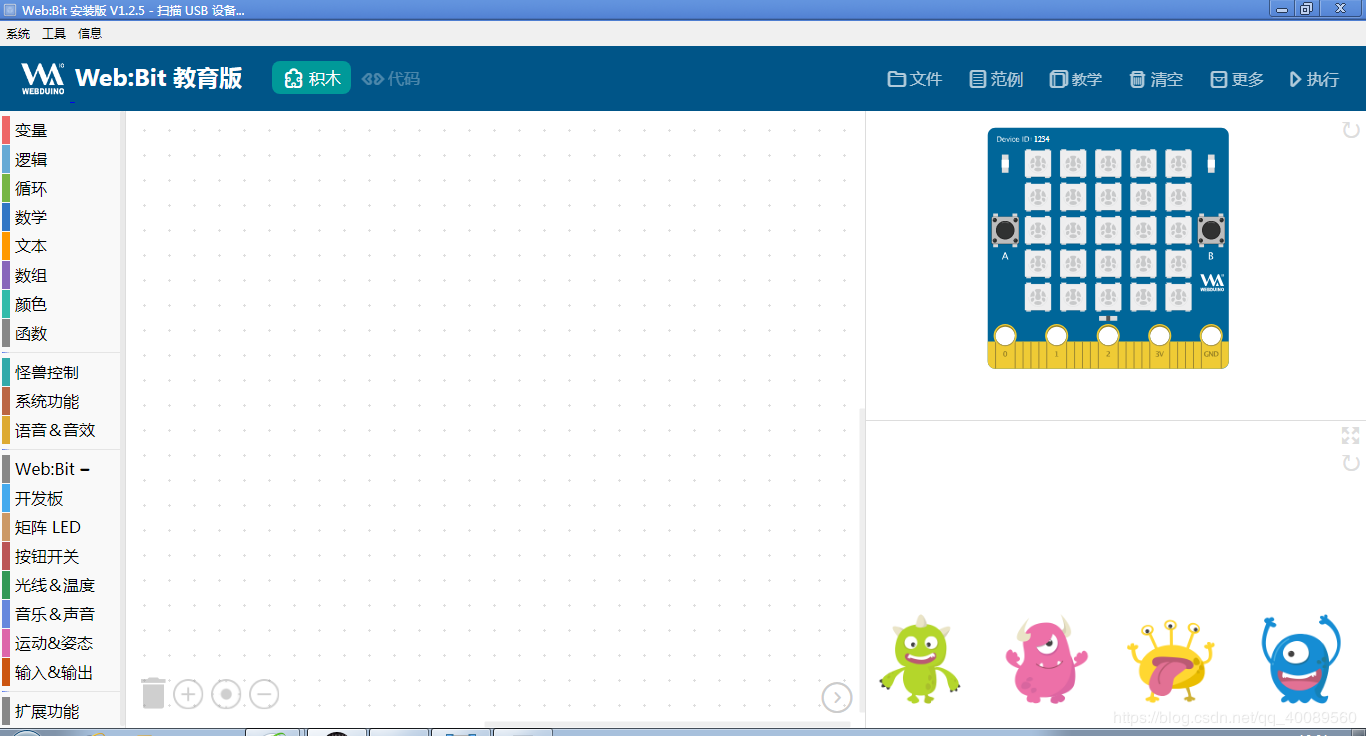 Web:Bit 安装版 V1.2.5 - 扫描 USB 设备...
系统 工具 信息
WEBDUINO
Web:Bit 教育版 积木 代码 文件 范例 教学 清空 更多 执行
变量
逻辑
循环
数学
文本
数组
颜色
函数
怪兽控制
系统功能
语音＆音效
Web:Bit
开发板
矩阵 LED
按钮开关
光线＆温度
音乐＆声音
运动&姿态
输入&输出
扩展功能
Device ID: 1234
A B
WEBDUINO
0 1 2 3V GND
https://blog.csdn.net/qq_40089560